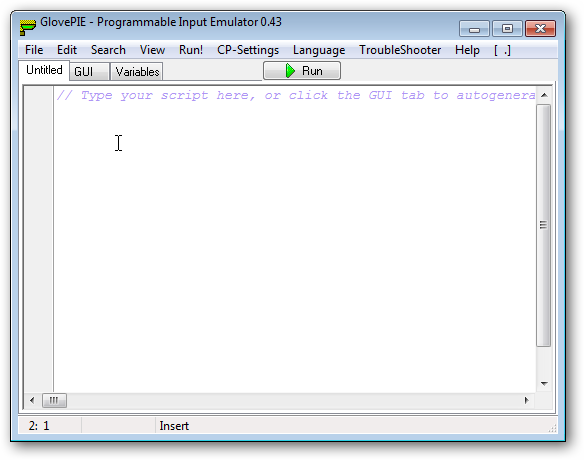 GlovePIE - Programmable Input Emulator 0.43
File Edit Search View Run! CP-Settings Language TroubleShooter Help [ .]
Untitled GUI Variables Run
// Type your script here, or click the GUI tab to autogenera
2: 1 Insert